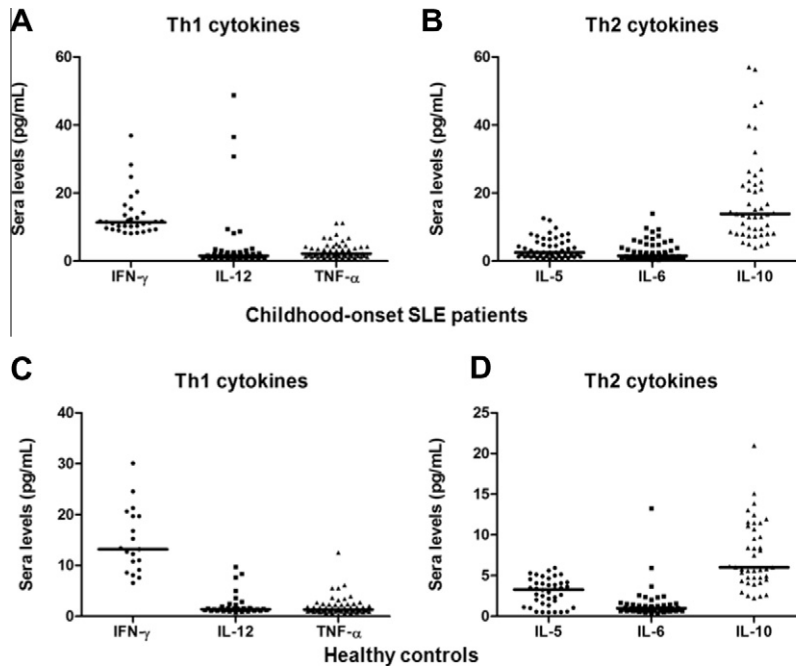 A
Th1 cytokines
Sera levels (pg/mL)
60
40
20
0
IFN-γ IL-12 TNF-α
B
Th2 cytokines
Sera levels (pg/mL)
60
40
20
0
IL-5 IL-6 IL-10
Childhood-onset SLE patients
C
Th1 cytokines
Sera levels (pg/mL)
40
30
20
10
0
IFN-γ IL-12 TNF-α
D
Th2 cytokines
Sera levels (pg/mL)
25
20
15
10
5
0
IL-5 IL-6 IL-10
Healthy controls